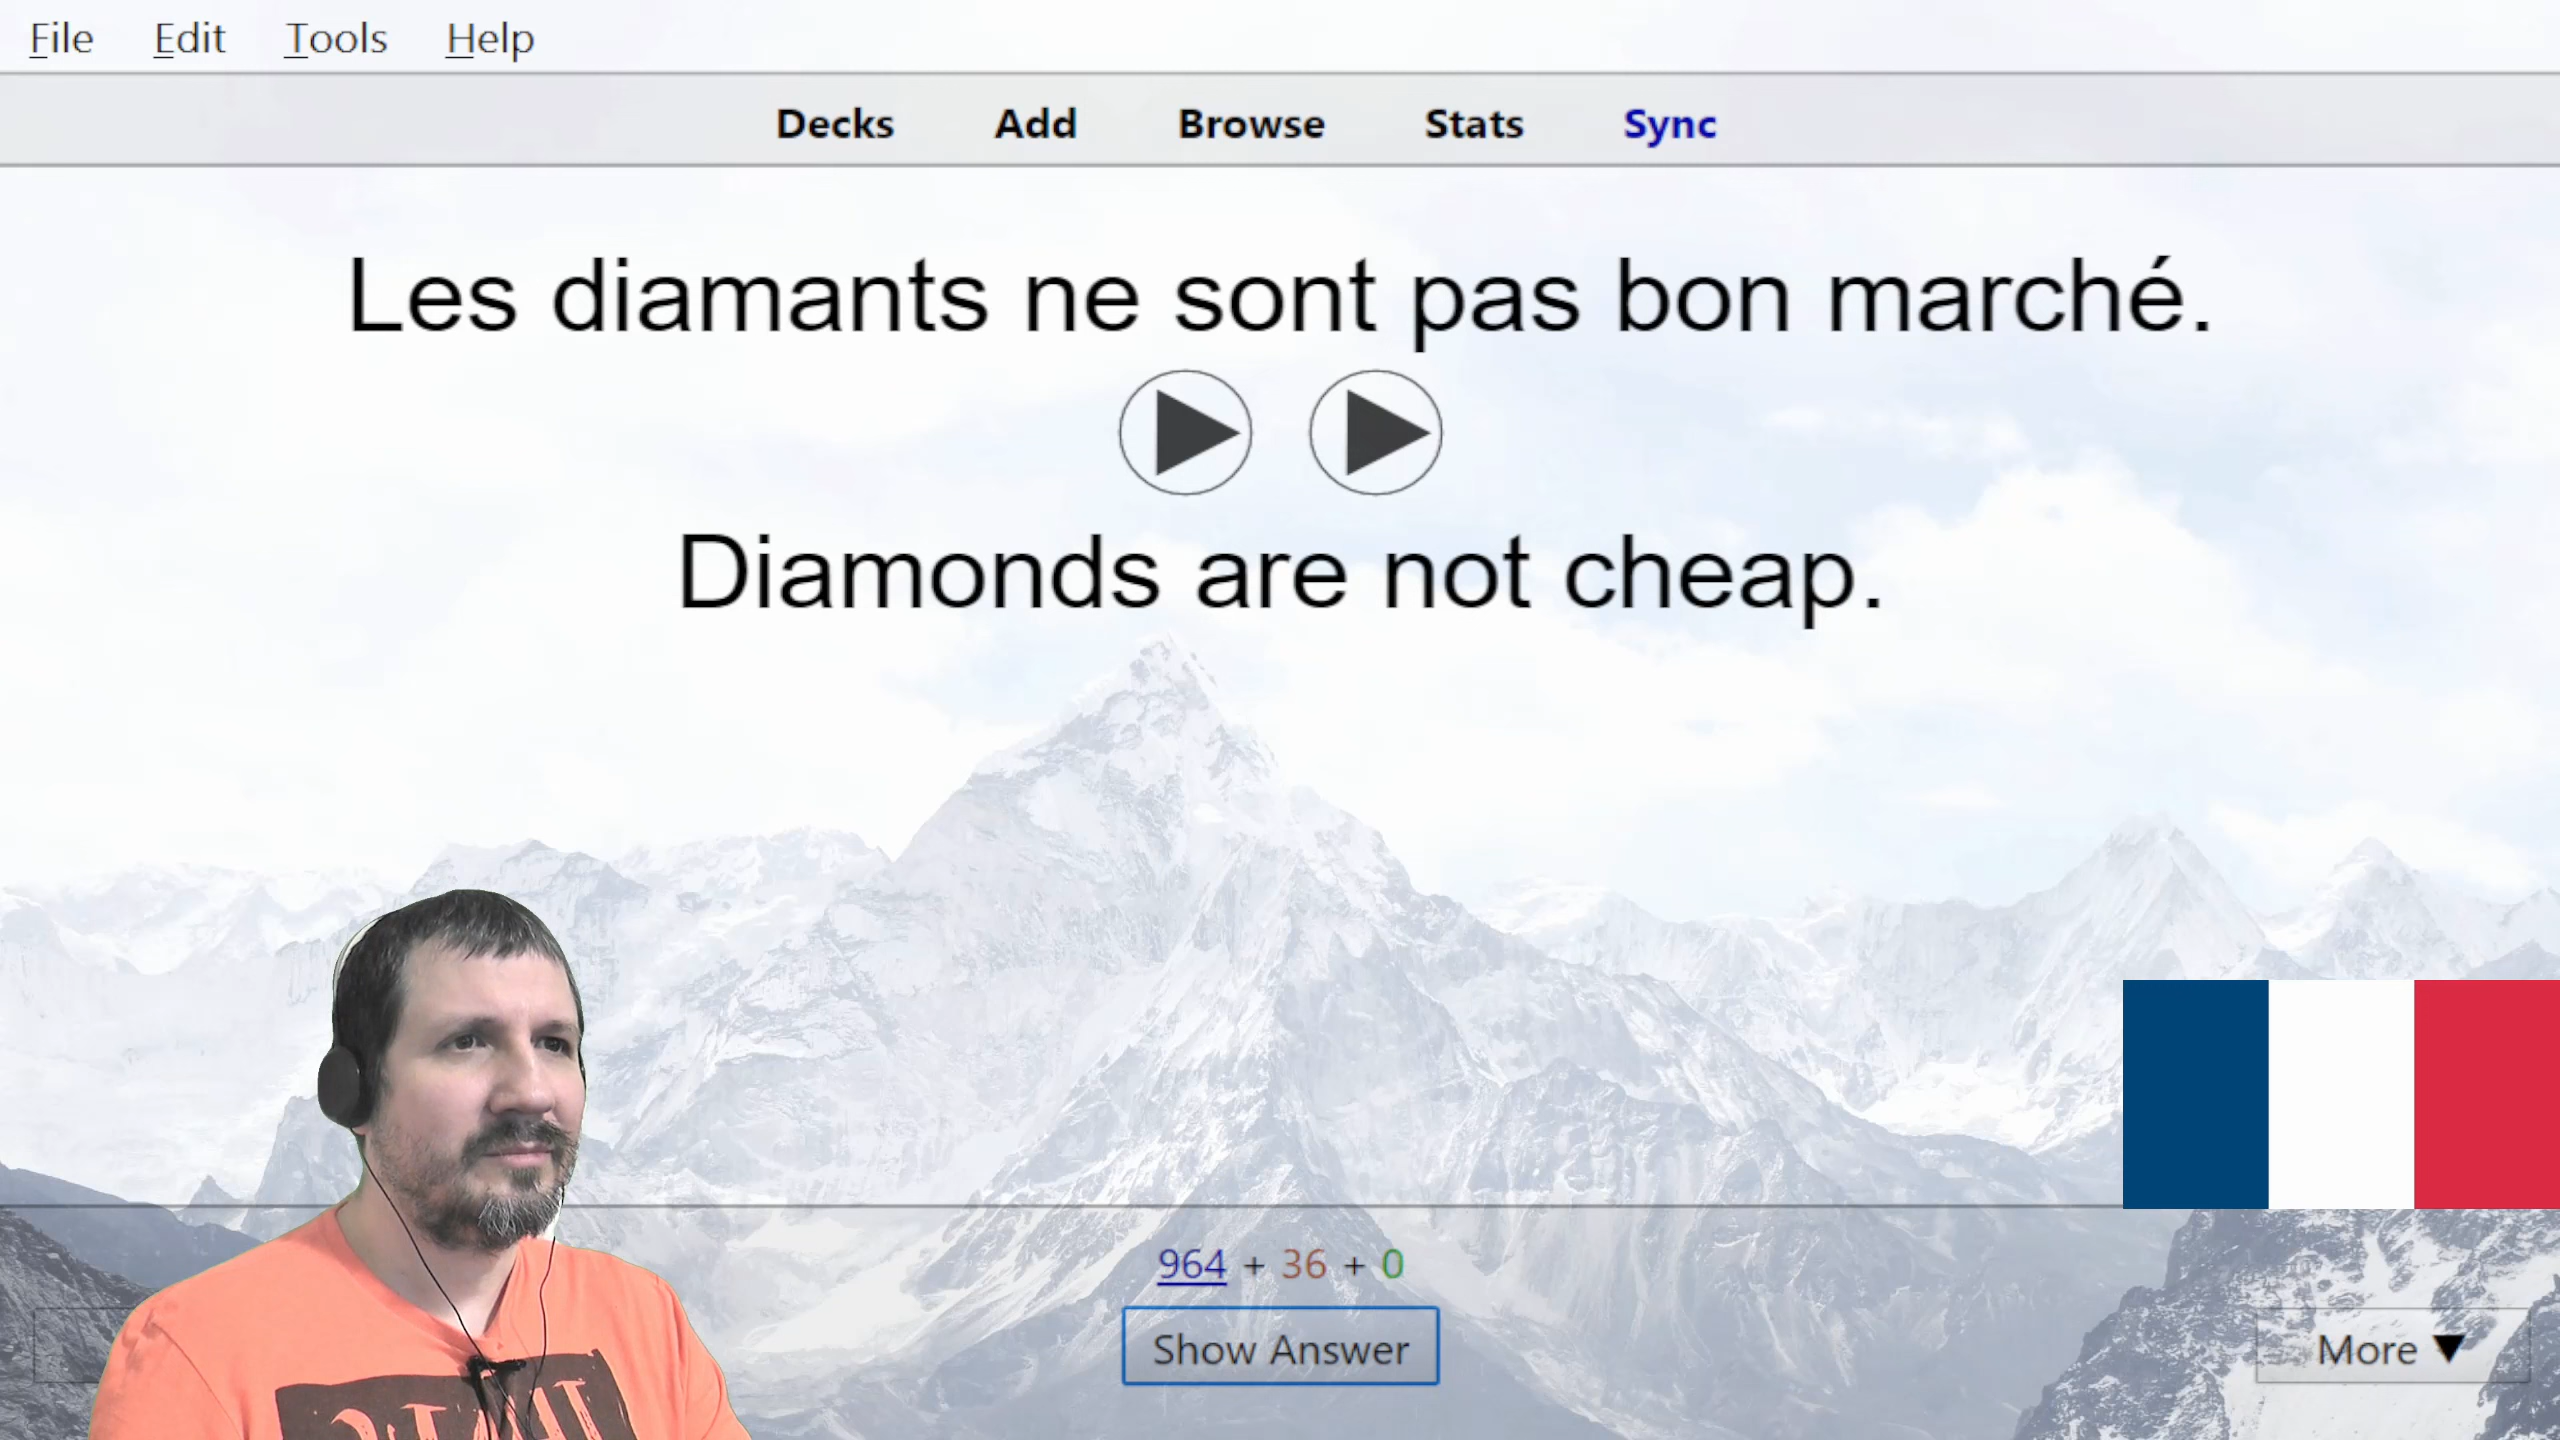 File Edit Tools Help
Decks Add Browse Stats Sync
Les diamants ne sont pas bon marché.
Diamonds are not cheap.
964 + 36 + 0
Show Answer
More ▼